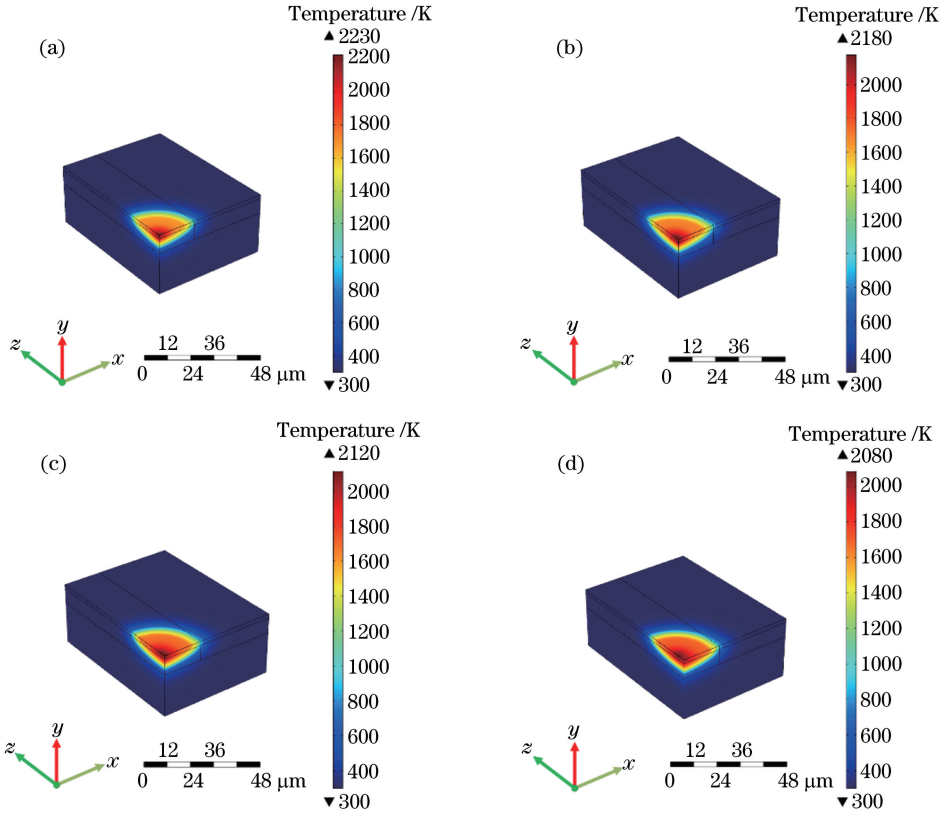 Temperature /K
(a)
▲ 2230
2200
2000
1800
1600
1400
1200
1000
800
600
400
▼ 300
y
z
x
12 36
0 24 48 μm
Temperature /K
(b)
▲ 2180
2000
1800
1600
1400
1200
1000
800
600
400
▼ 300
y
z
x
12 36
0 24 48 μm
Temperature /K
(c)
▲ 2120
2000
1800
1600
1400
1200
1000
800
600
400
▼ 300
y
z
x
12 36
0 24 48 μm
Temperature /K
(d)
▲ 2080
2000
1800
1600
1400
1200
1000
800
600
400
▼ 300
y
z
x
12 36
0 24 48 μm